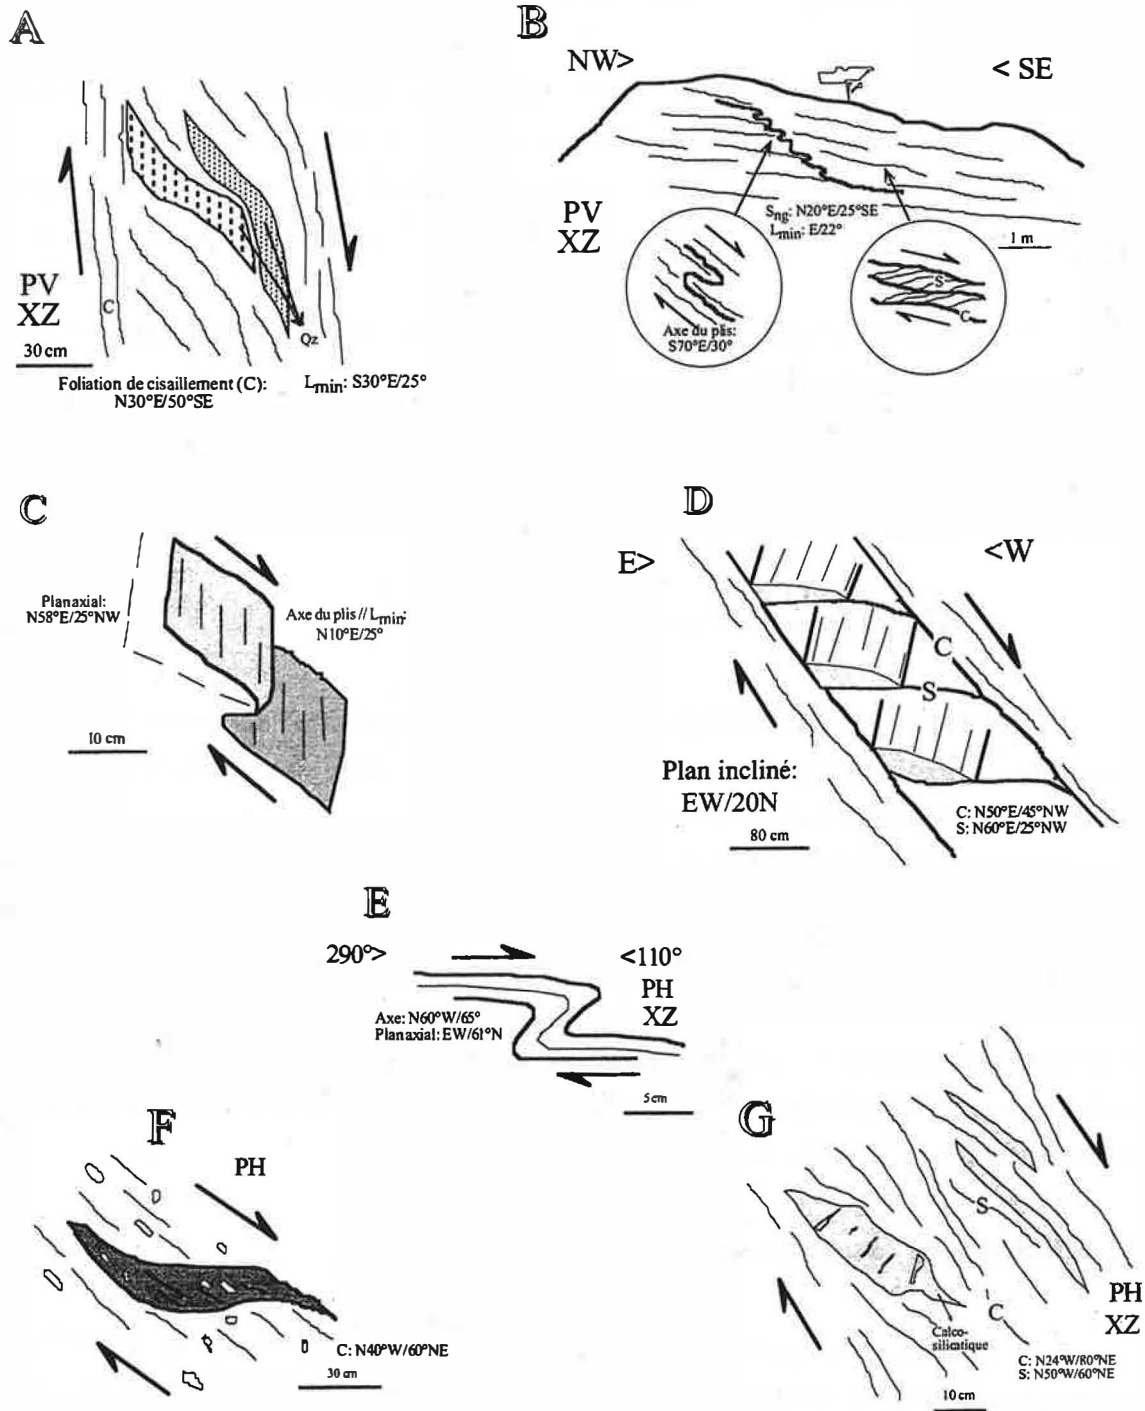 A
PV
XZ
30 cm
C
Qz
Foliation de cisaillement (C):
N30°E/50°SE
Lmin: S30°E/25°
B
NW>
< SE
PV
XZ
Sng: N20°E/25°SE
Lmin: E/22°
1 m
Axe du plis:
S70°E/30°
S
C
C
Plan axial:
N58°E/25°NW
Axe du plis // Lmin:
N10°E/25°
10 cm
D
E>
<W
C
S
Plan incliné:
EW/20N
80 cm
C: N50°E/45°NW
S: N60°E/25°NW
E
290°>
<110°
PH
XZ
Axe: N60°W/65°
Plan axial: EW/61°N
5 cm
F
PH
C: N40°W/60°NE
30 cm
G
S
C
PH
XZ
Calco-
silicatique
C: N24°W/80°NE
S: N50°W/60°NE
10 cm